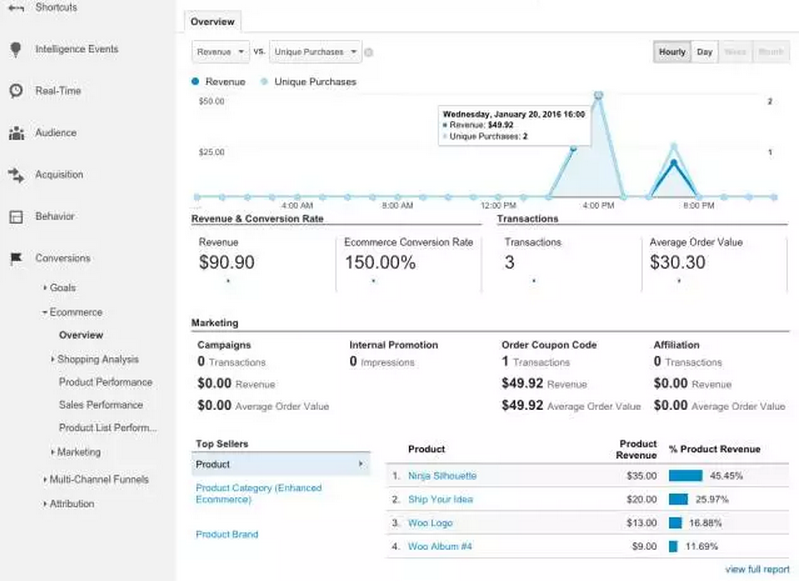 Shortcuts
Intelligence Events
Real-Time
Audience
Acquisition
Behavior
Conversions
Goals
Ecommerce
Overview
Shopping Analysis
Product Performance
Sales Performance
Product List Perform...
Marketing
Multi-Channel Funnels
Attribution
Overview
Revenue vs. Unique Purchases
Hourly Day Week Month
Revenue Unique Purchases
$50.00 2
Wednesday, January 20, 2016 16:00
Revenue: $49.92
Unique Purchases: 2
$25.00 1
... 4:00 AM 8:00 AM 12:00 PM 4:00 PM 8:00 PM
Revenue & Conversion Rate Transactions
Revenue Ecommerce Conversion Rate Transactions Average Order Value
$90.90 150.00% 3 $30.30
Marketing
Campaigns Internal Promotion Order Coupon Code Affiliation
0 Transactions 0 Impressions 1 Transactions 0 Transactions
$0.00 Revenue $49.92 Revenue $0.00 Revenue
$0.00 Average Order Value $49.92 Average Order Value $0.00 Average Order Value
Top Sellers
Product
Product Category (Enhanced
Ecommerce)
Product Brand
Product Product
Revenue % Product Revenue
1. Ninja Silhouette $35.00 45.45%
2. Ship Your Idea $20.00 25.97%
3. Woo Logo $13.00 16.88%
4. Woo Album #4 $9.00 11.69%
view full report